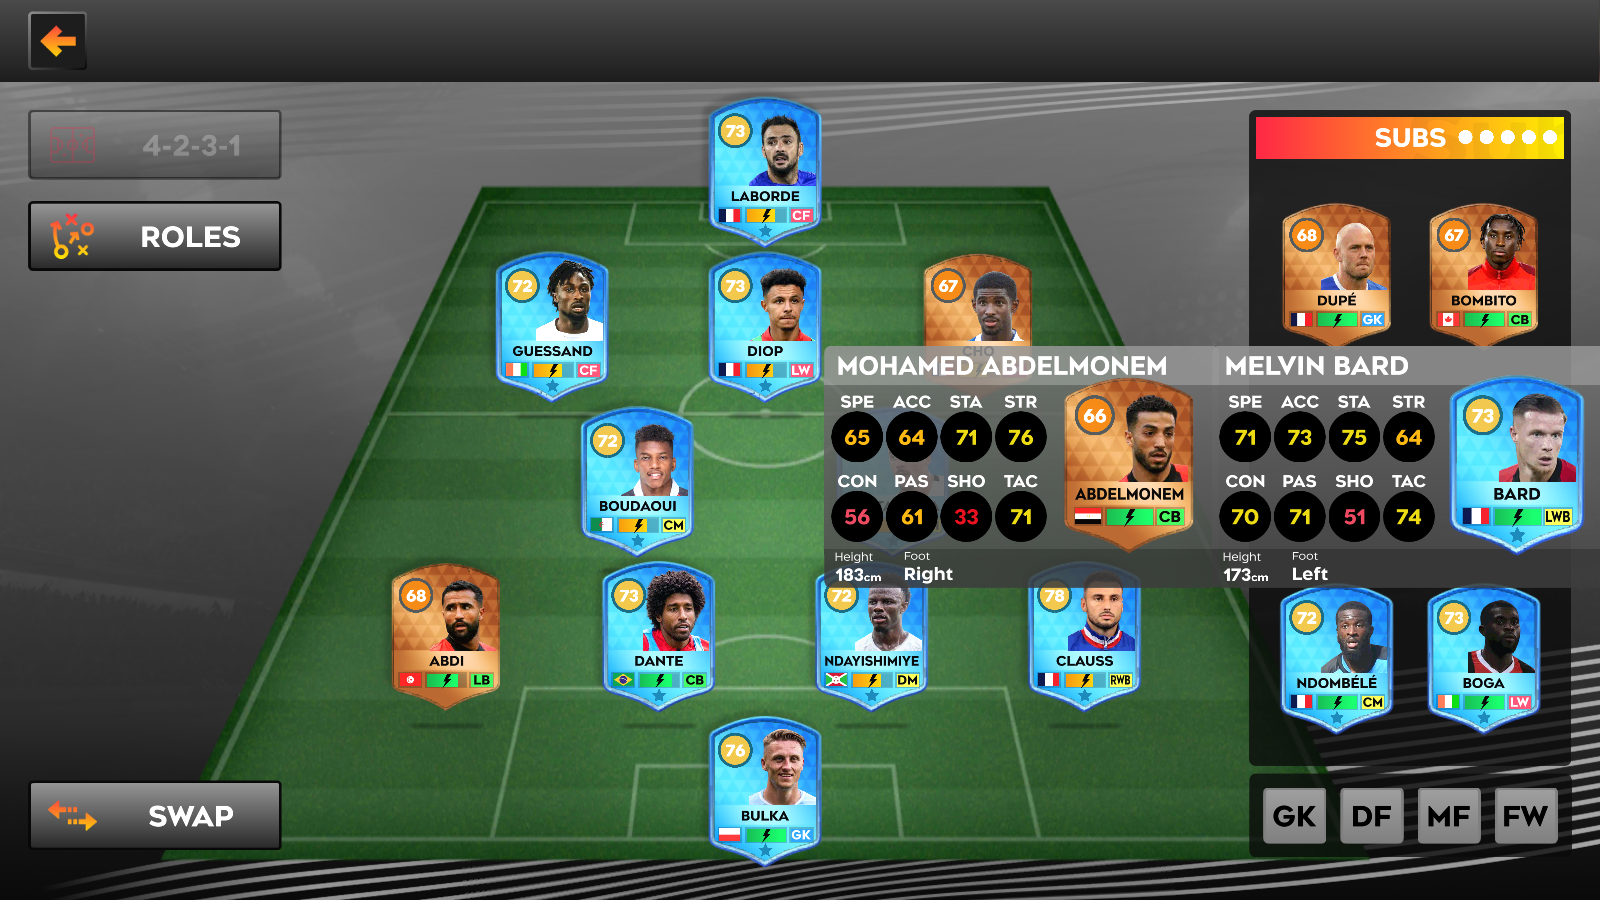 4-2-3-1
ROLES
SUBS
73
LABORDE
CF
72
GUESSAND
CF
73
DIOP
LW
67
CHO
68
DUPÉ
GK
67
BOMBITO
CB
MOHAMED ABDELMONEM
SPE ACC STA STR
65 64 71 76
CON PAS SHO TAC
56 61 33 71
Height Foot
183cm Right
66
ABDELMONEM
CB
MELVIN BARD
SPE ACC STA STR
71 73 75 64
CON PAS SHO TAC
70 71 51 74
Height Foot
173cm Left
73
BARD
LWB
72
BOUDAOUI
CM
68
ABDI
LB
73
DANTE
CB
72
NDAYISHIMIYE
DM
78
CLAUSS
RWB
72
NDOMBÉLÉ
CM
73
BOGA
LW
76
BULKA
GK
SWAP
GK DF MF FW